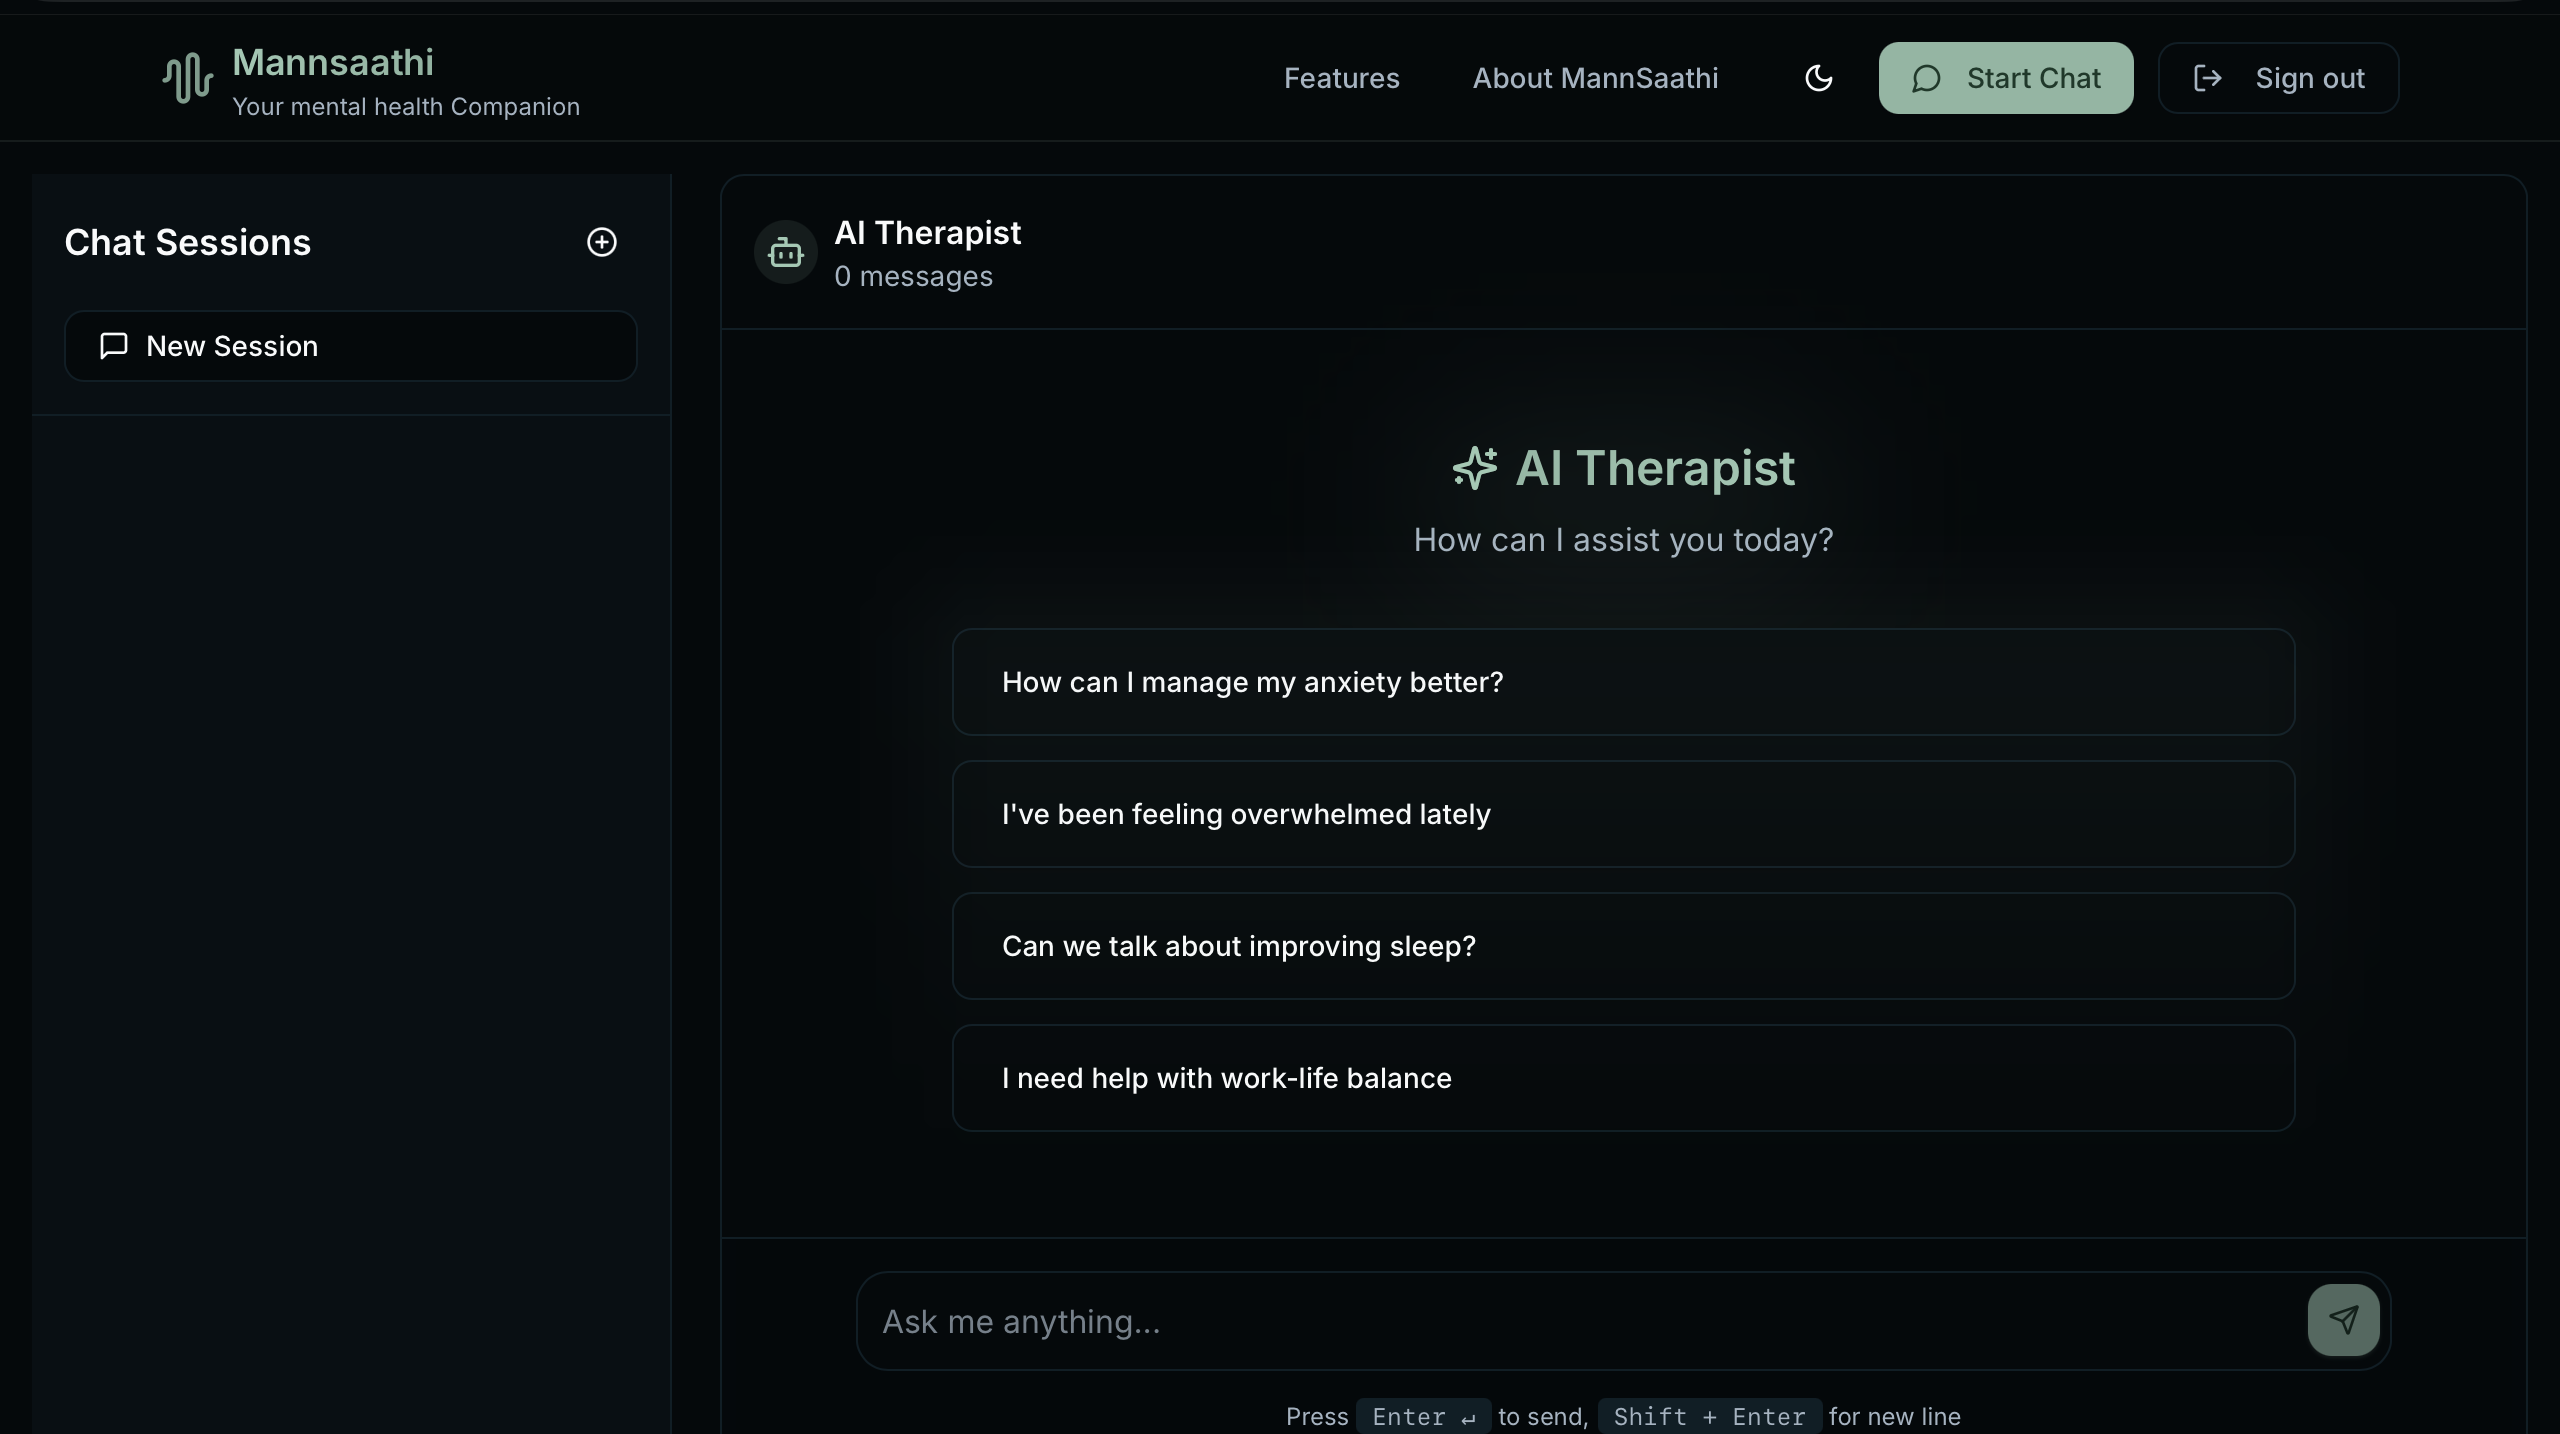 Mannsaathi
Your mental health Companion
Features
About MannSaathi
Start Chat
Sign out
Chat Sessions
New Session
AI Therapist
0 messages
AI Therapist
How can I assist you today?
How can I manage my anxiety better?
I've been feeling overwhelmed lately
Can we talk about improving sleep?
I need help with work-life balance
Ask me anything...
Press Enter ↵ to send, Shift + Enter for new line